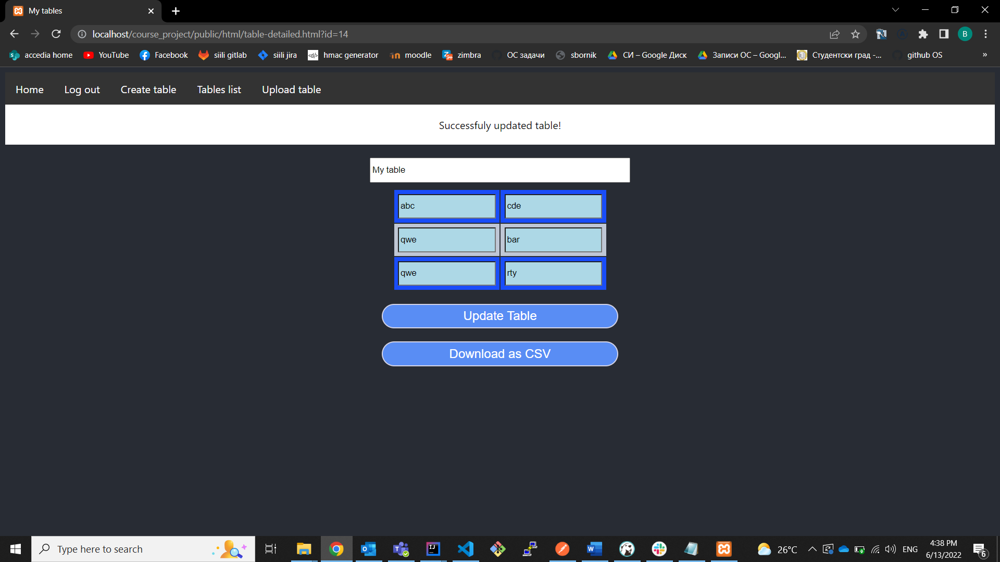 My tables
localhost/course_project/public/html/table-detailed.html?id=14
B
accedia home YouTube Facebook siili gitlab siili jira hmac generator moodle zimbra ОС задачи sbornik СИ – Google Диск Записи ОС – Googl... Студентски град -... github OS »
Home Log out Create table Tables list Upload table
Successfuly updated table!
My table
abc cde
qwe bar
qwe rty
Update Table
Download as CSV
Type here to search
26°C ENG
4:38 PM
6/13/2022
6